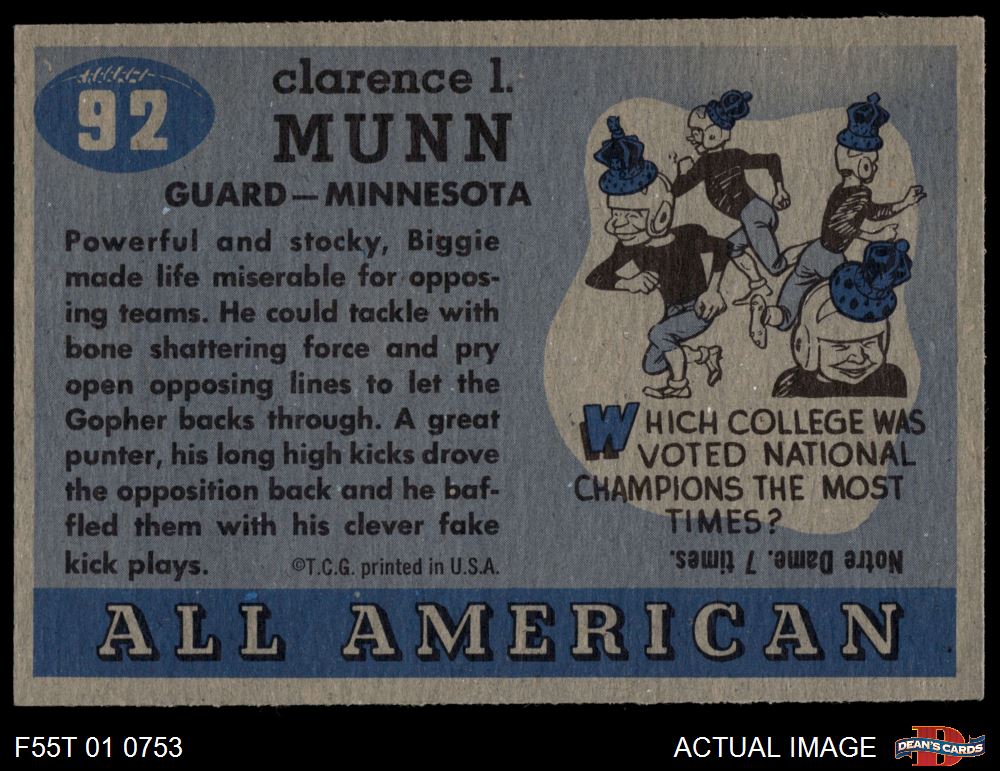 92
clarence l.
MUNN
GUARD—MINNESOTA
Powerful and stocky, Biggie
made life miserable for oppos-
ing teams. He could tackle with
bone shattering force and pry
open opposing lines to let the
Gopher backs through. A great
punter, his long high kicks drove
the opposition back and he baf-
fled them with his clever fake
kick plays.
©T.C.G. printed in U.S.A.
WHICH COLLEGE WAS
VOTED NATIONAL
CHAMPIONS THE MOST
TIMES?
Notre Dame. 7 times.
ALL AMERICAN
F55T 01 0753
ACTUAL IMAGE
D
DEAN'S CARDS